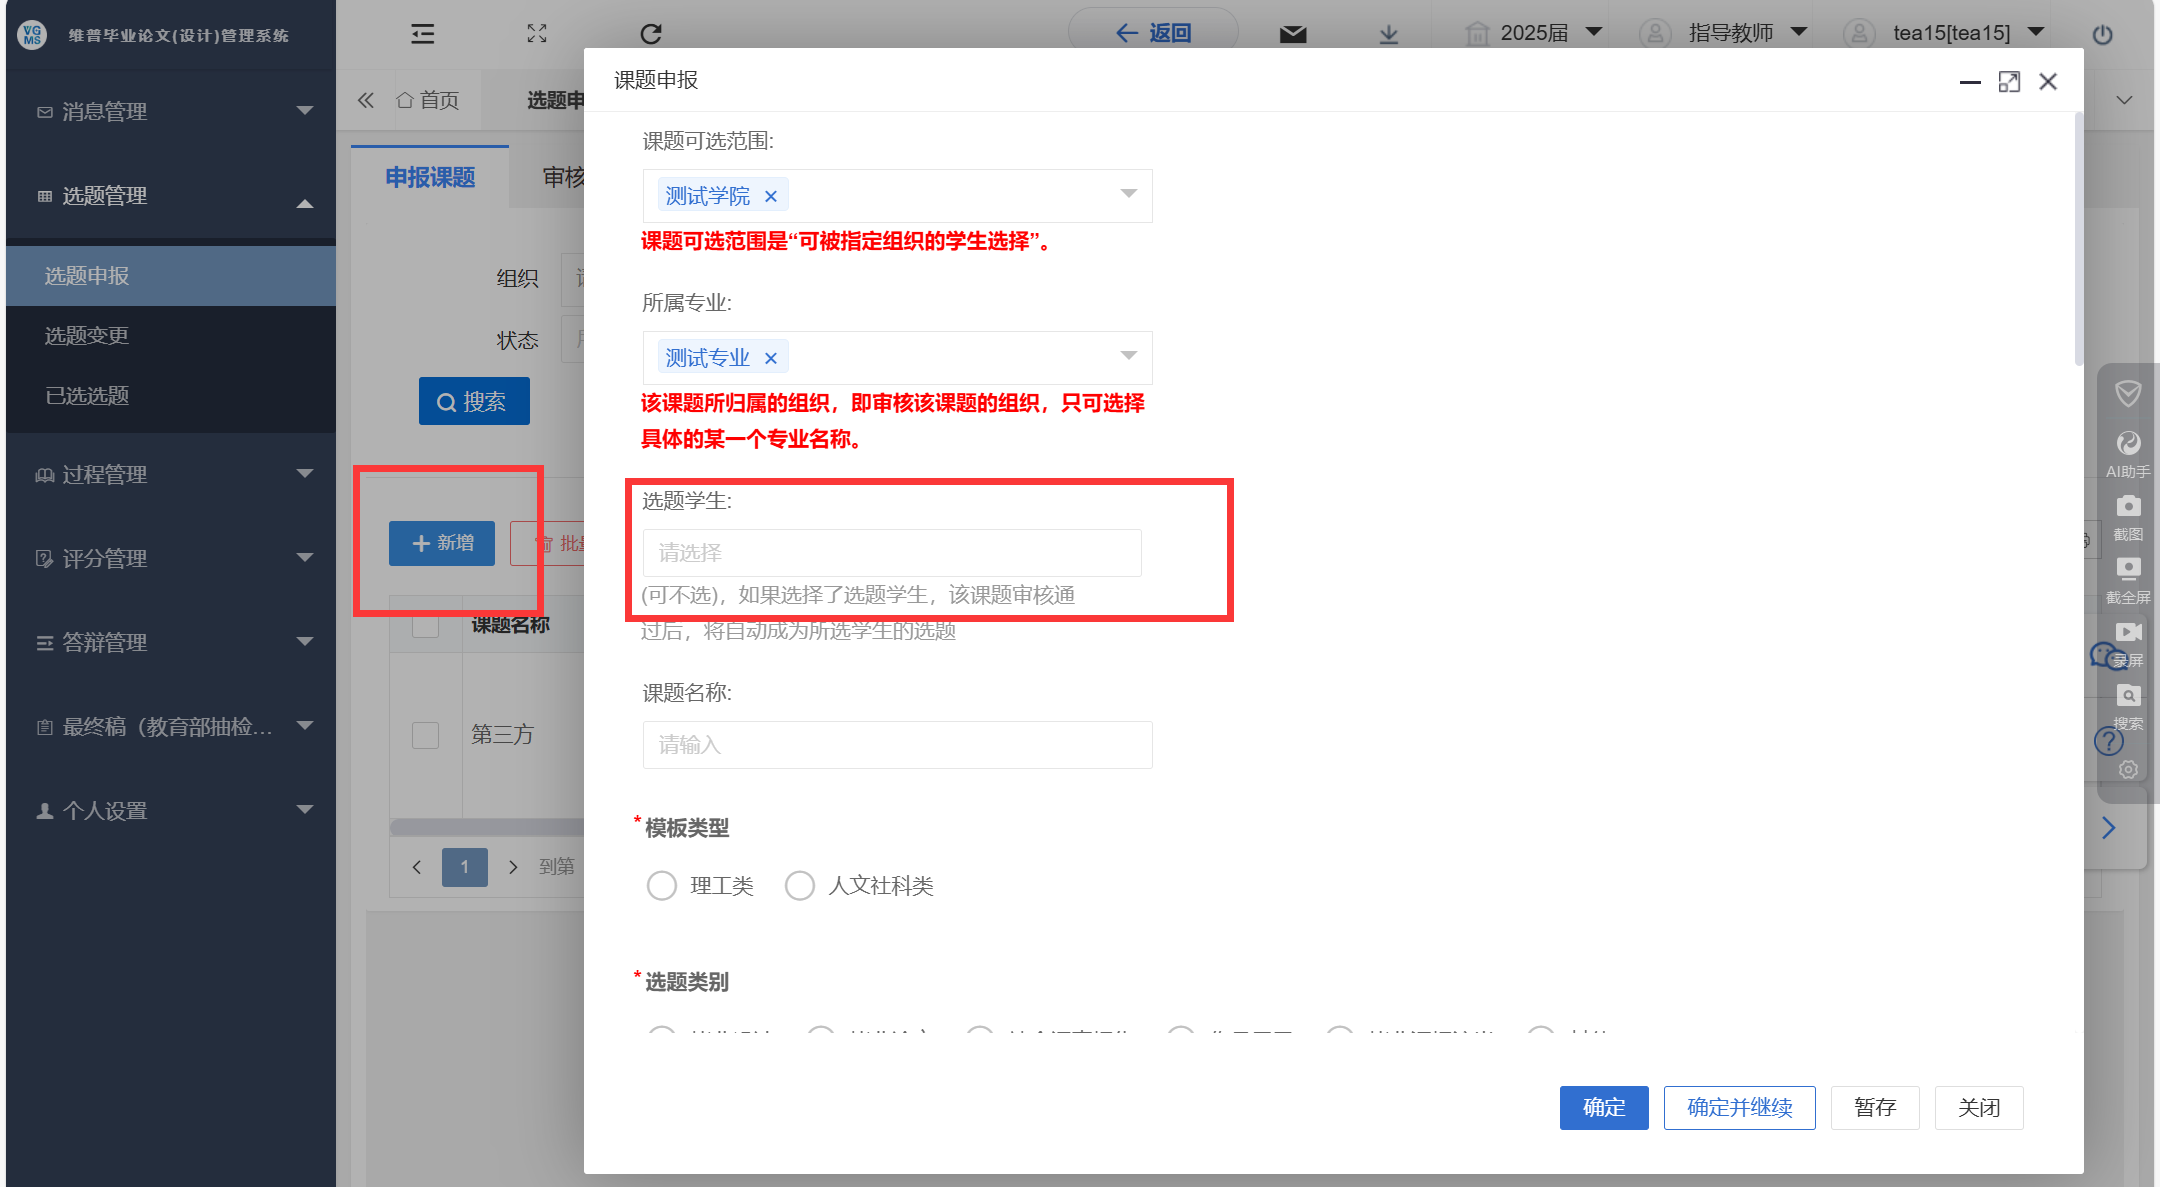 VG
MS
维普毕业论文(设计)管理系统
返回
2025届
指导教师
tea15[tea15]
消息管理
选题管理
选题申报
选题变更
已选选题
过程管理
评分管理
答辩管理
最终稿（教育部抽检...
个人设置
首页
选题申
申报课题
审核
组织
状态
搜索
新增
批量
课题名称
第三方
1
到第
课题申报
课题可选范围:
测试学院 ×
课题可选范围是“可被指定组织的学生选择”。
所属专业:
测试专业 ×
该课题所归属的组织，即审核该课题的组织，只可选择
具体的某一个专业名称。
选题学生:
请选择
(可不选)，如果选择了选题学生，该课题审核通
过后，将自动成为所选学生的选题
课题名称:
请输入
*模板类型
理工类 人文社科类
*选题类别
确定 确定并继续 暂存 关闭
AI助手
截图
截全屏
录屏
搜索